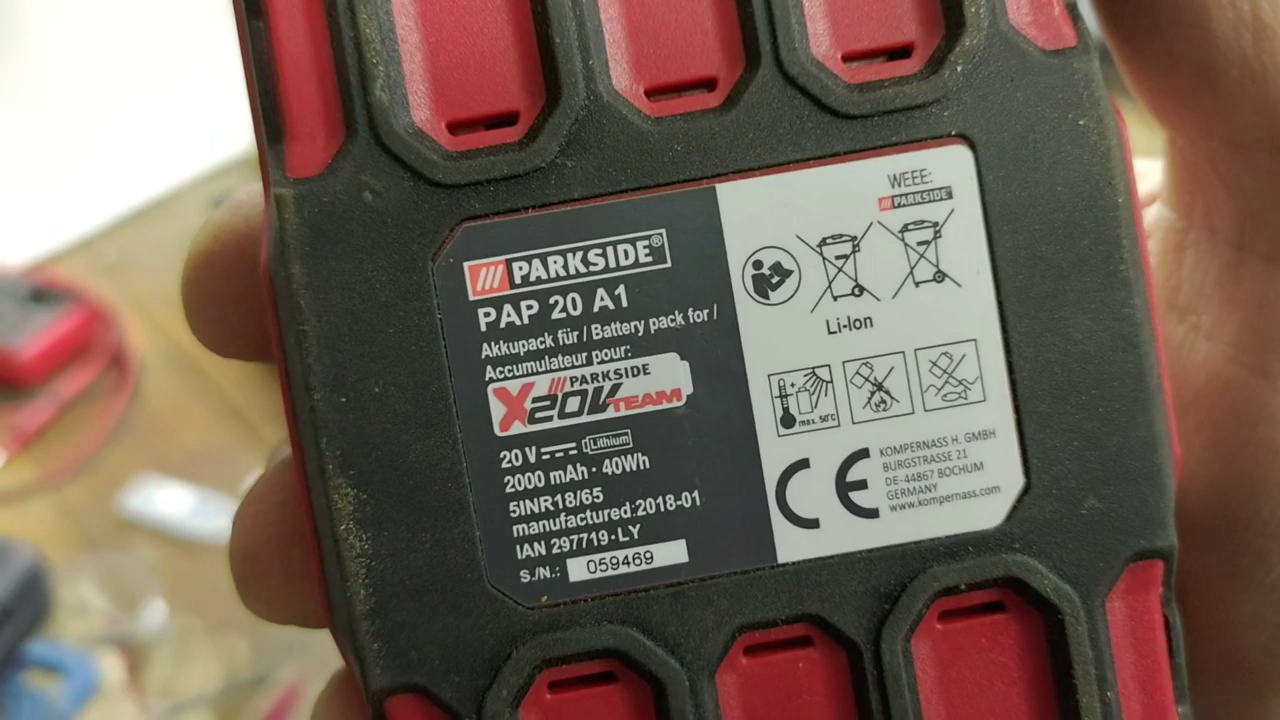 PARKSIDE®
PAP 20 A1
Akkupack für / Battery pack for /
Accumulateur pour:
PARKSIDE
X20V TEAM
20 V Lithium
2000 mAh · 40Wh
5INR18/65
manufactured:2018-01
IAN 297719·LY
S./N.: 059469
WEEE:
PARKSIDE®
Li-Ion
max. 50°C
CE
KOMPERNASS H. GMBH
BURGSTRASSE 21
DE-44867 BOCHUM
GERMANY
www.kompernass.com